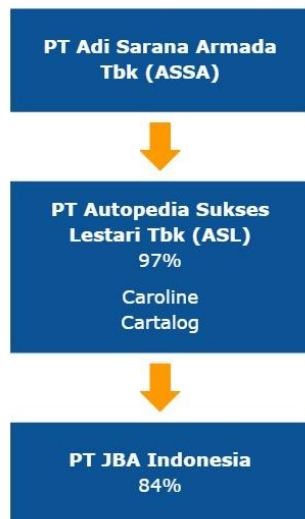 PT Adi Sarana Armada
Tbk (ASSA)
PT Autopedia Sukses
Lestari Tbk (ASL)
97%
Caroline
Cartalog
PT JBA Indonesia
84%